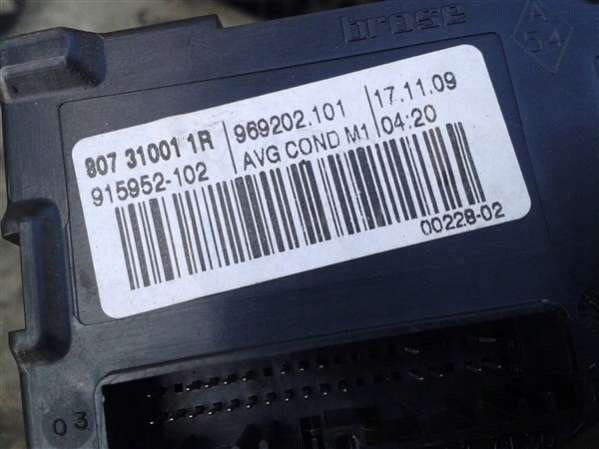 brose
A
54
807 31001 1R
969202.101
17.11.09
915952-102
AVG COND M1
04:20
00228-02
03